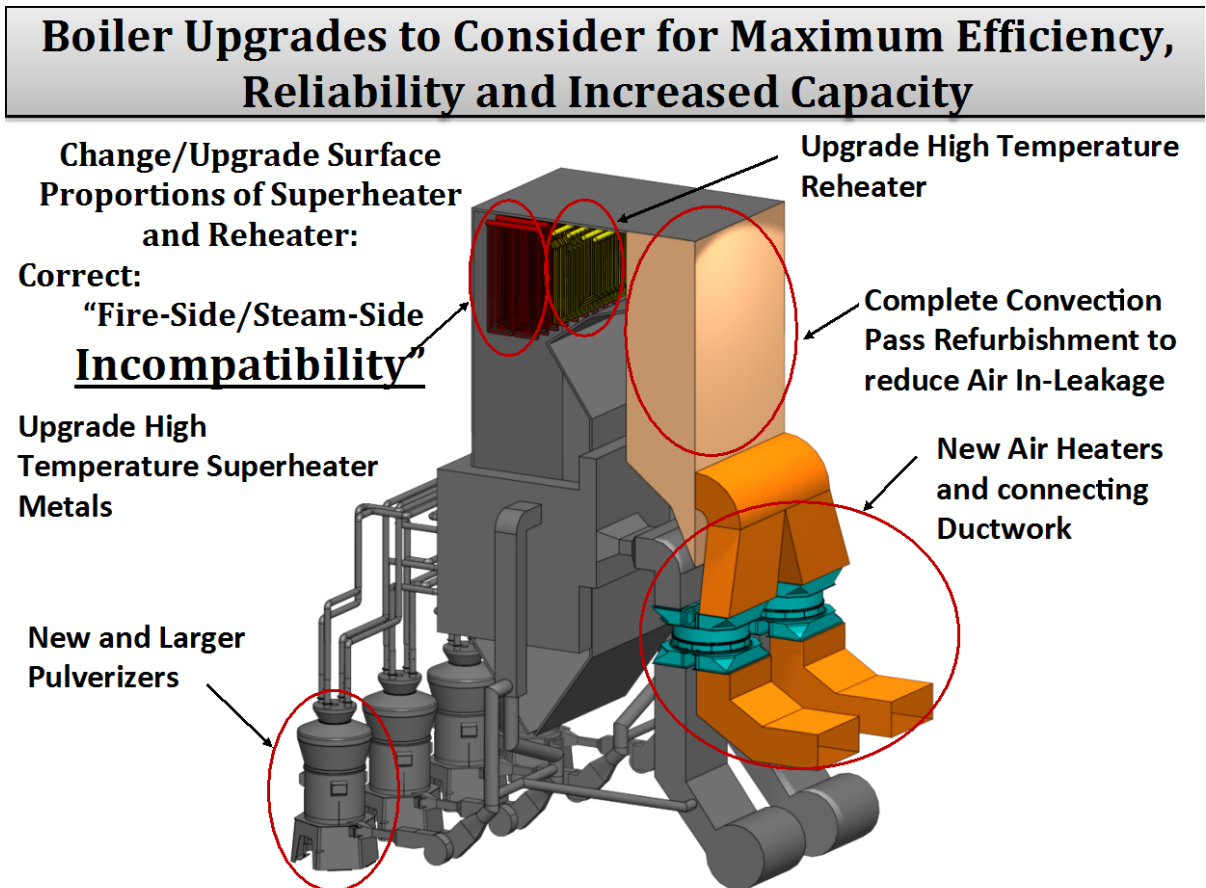 Boiler Upgrades to Consider for Maximum Efficiency,
Reliability and Increased Capacity
Change/Upgrade Surface
Proportions of Superheater
and Reheater:
Correct:
“Fire-Side/Steam-Side
Incompatibility”
Upgrade High
Temperature Superheater
Metals
New and Larger
Pulverizers
Upgrade High Temperature
Reheater
Complete Convection
Pass Refurbishment to
reduce Air In-Leakage
New Air Heaters
and connecting
Ductwork